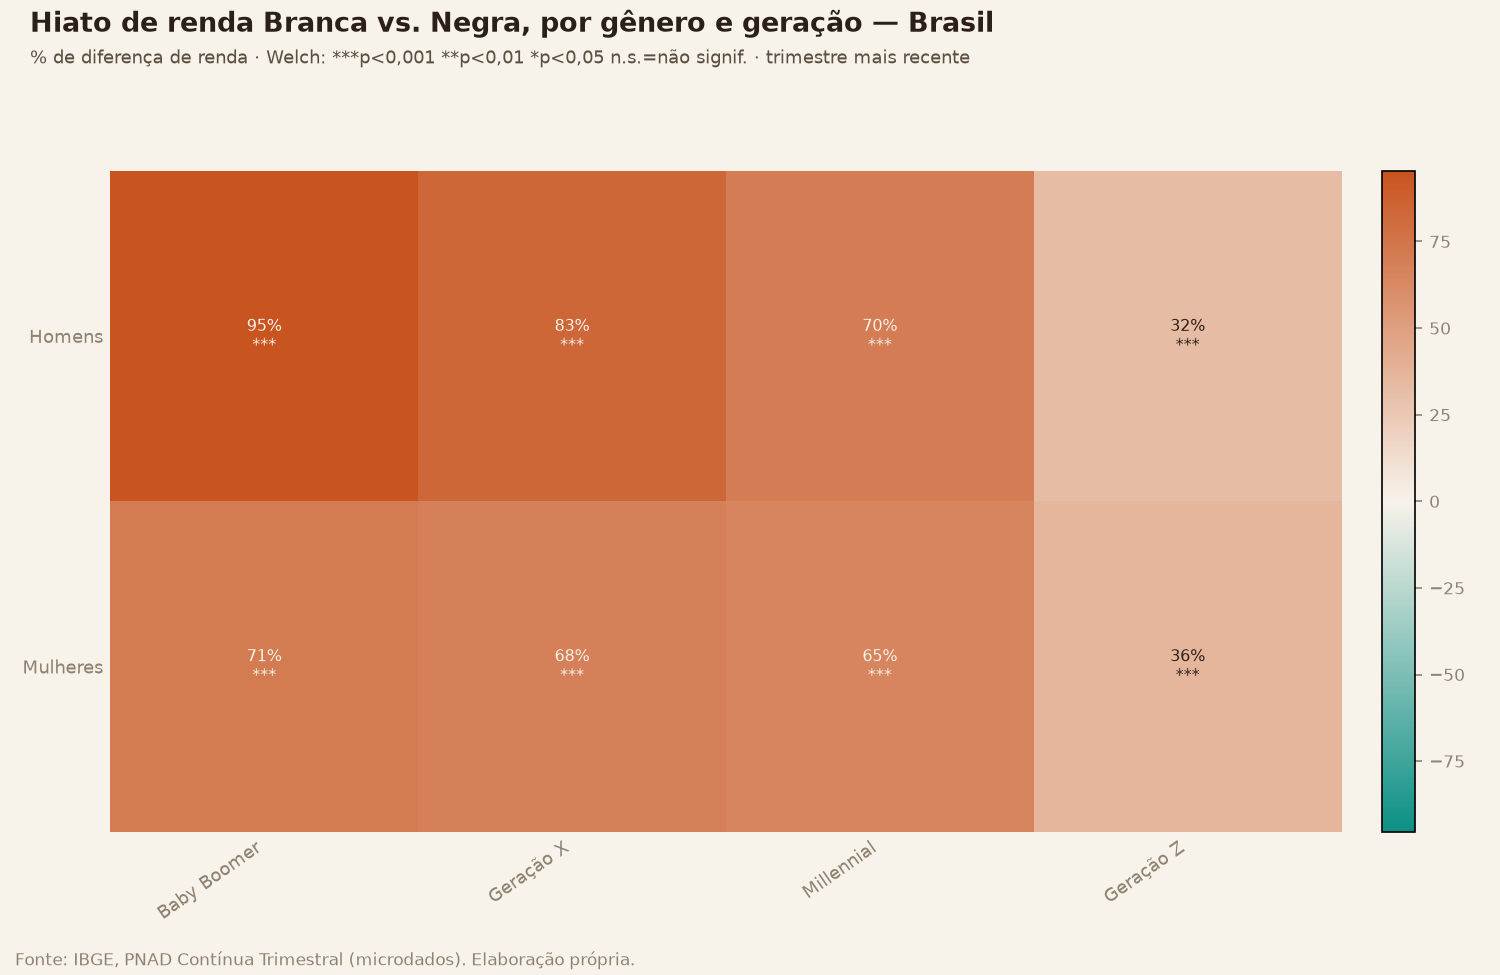 Hiato de renda Branca vs. Negra, por gênero e geração — Brasil
% de diferença de renda · Welch: ***p<0,001 **p<0,01 *p<0,05 n.s.=não signif. · trimestre mais recente
Homens
95%
***
83%
***
70%
***
32%
***
Mulheres
71%
***
68%
***
65%
***
36%
***
Baby Boomer
Geração X
Millennial
Geração Z
75
50
25
0
−25
−50
−75
Fonte: IBGE, PNAD Contínua Trimestral (microdados). Elaboração própria.